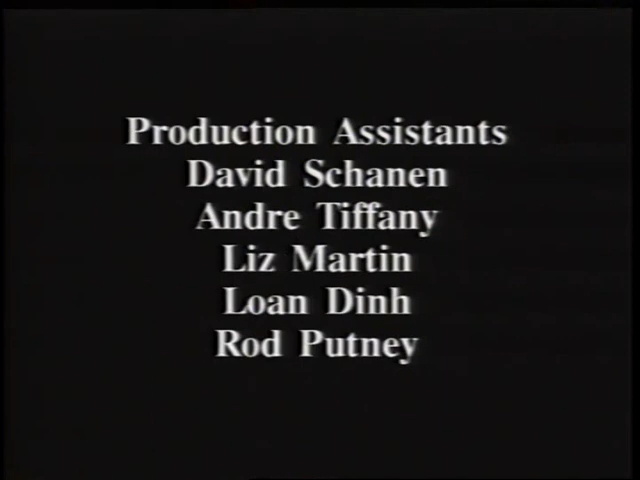 Production Assistants
David Schanen
Andre Tiffany
Liz Martin
Loan Dinh
Rod Putney